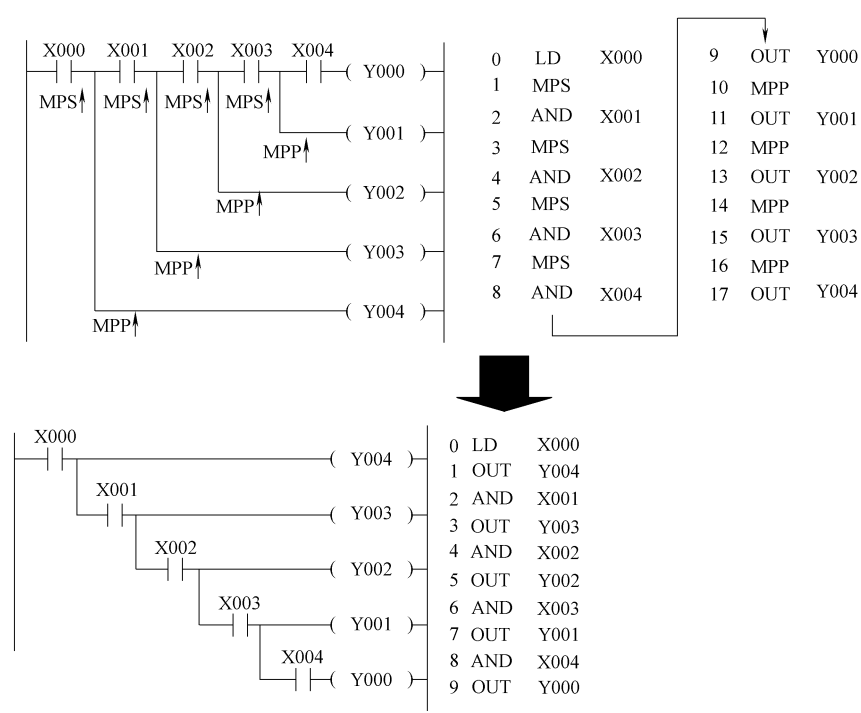 X000 X001 X002 X003 X004
Y000
MPS MPS MPS MPS
Y001
MPP
Y002
MPP
Y003
MPP
Y004
MPP
0 LD X000
1 MPS
2 AND X001
3 MPS
4 AND X002
5 MPS
6 AND X003
7 MPS
8 AND X004
9 OUT Y000
10 MPP
11 OUT Y001
12 MPP
13 OUT Y002
14 MPP
15 OUT Y003
16 MPP
17 OUT Y004
X000
Y004
X001
Y003
X002
Y002
X003
Y001
X004
Y000
0 LD X000
1 OUT Y004
2 AND X001
3 OUT Y003
4 AND X002
5 OUT Y002
6 AND X003
7 OUT Y001
8 AND X004
9 OUT Y000